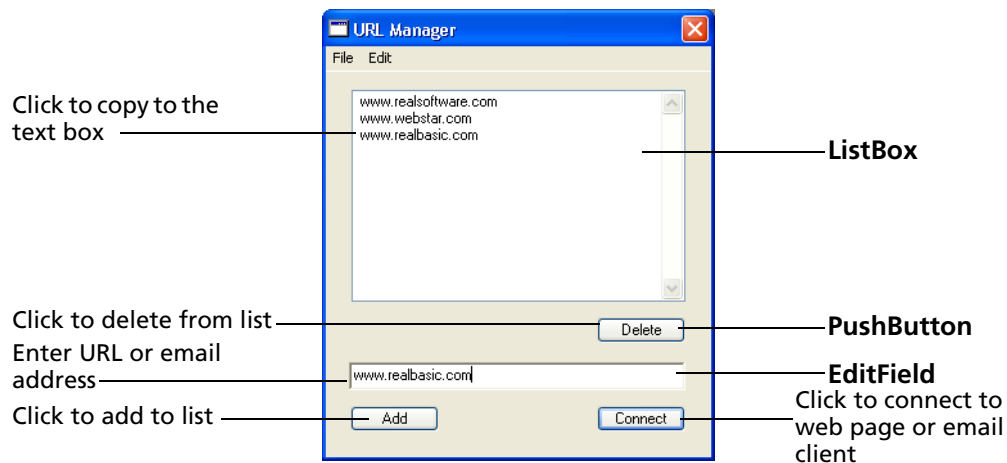 URL Manager
File Edit
Click to copy to the
text box
www.realsoftware.com
www.webstar.com
www.realbasic.com
ListBox
Click to delete from list
Delete
PushButton
Enter URL or email
address
www.realbasic.com
EditField
Click to add to list
Add
Connect
Click to connect to
web page or email
client